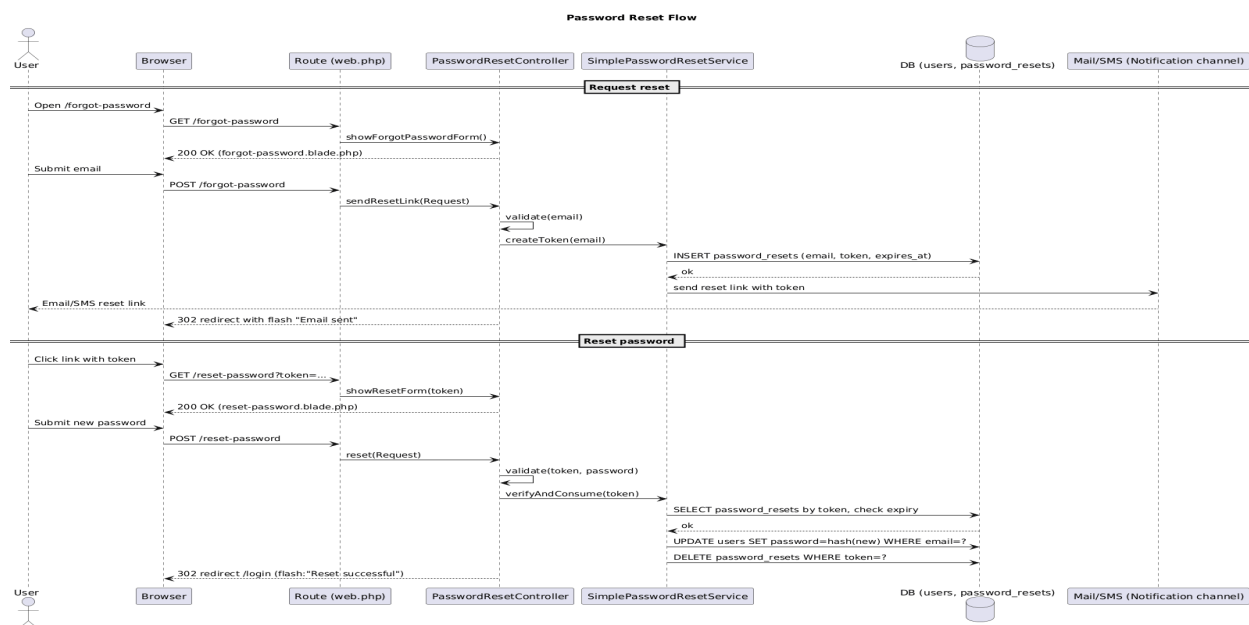 Password Reset Flow
User
Browser
Route (web.php)
PasswordResetController
SimplePasswordResetService
DB (users, password_resets)
Mail/SMS (Notification channel)
Request reset
Open /forgot-password
GET /forgot-password
showForgotPasswordForm()
200 OK (forgot-password.blade.php)
Submit email
POST /forgot-password
sendResetLink(Request)
validate(email)
createToken(email)
INSERT password_resets (email, token, expires_at)
ok
send reset link with token
Email/SMS reset link
302 redirect with flash "Email sent"
Reset password
Click link with token
GET /reset-password?token=...
showResetForm(token)
200 OK (reset-password.blade.php)
Submit new password
POST /reset-password
reset(Request)
validate(token, password)
verifyAndConsume(token)
SELECT password_resets by token, check expiry
ok
UPDATE users SET password=hash(new) WHERE email=?
DELETE password_resets WHERE token=?
302 redirect /login (flash:"Reset successful")
User
Browser
Route (web.php)
PasswordResetController
SimplePasswordResetService
DB (users, password_resets)
Mail/SMS (Notification channel)